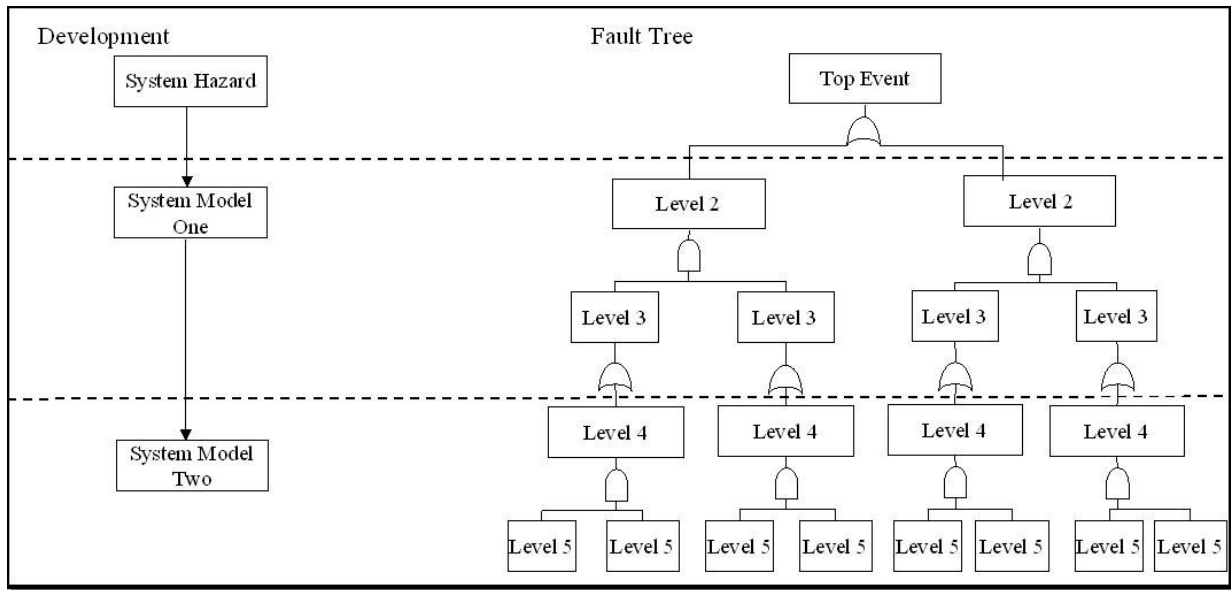 Development
Fault Tree
System Hazard
Top Event
System Model
One
Level 2
Level 2
Level 3
Level 3
Level 3
Level 3
System Model
Two
Level 4
Level 4
Level 4
Level 4
Level 5
Level 5
Level 5
Level 5
Level 5
Level 5
Level 5
Level 5